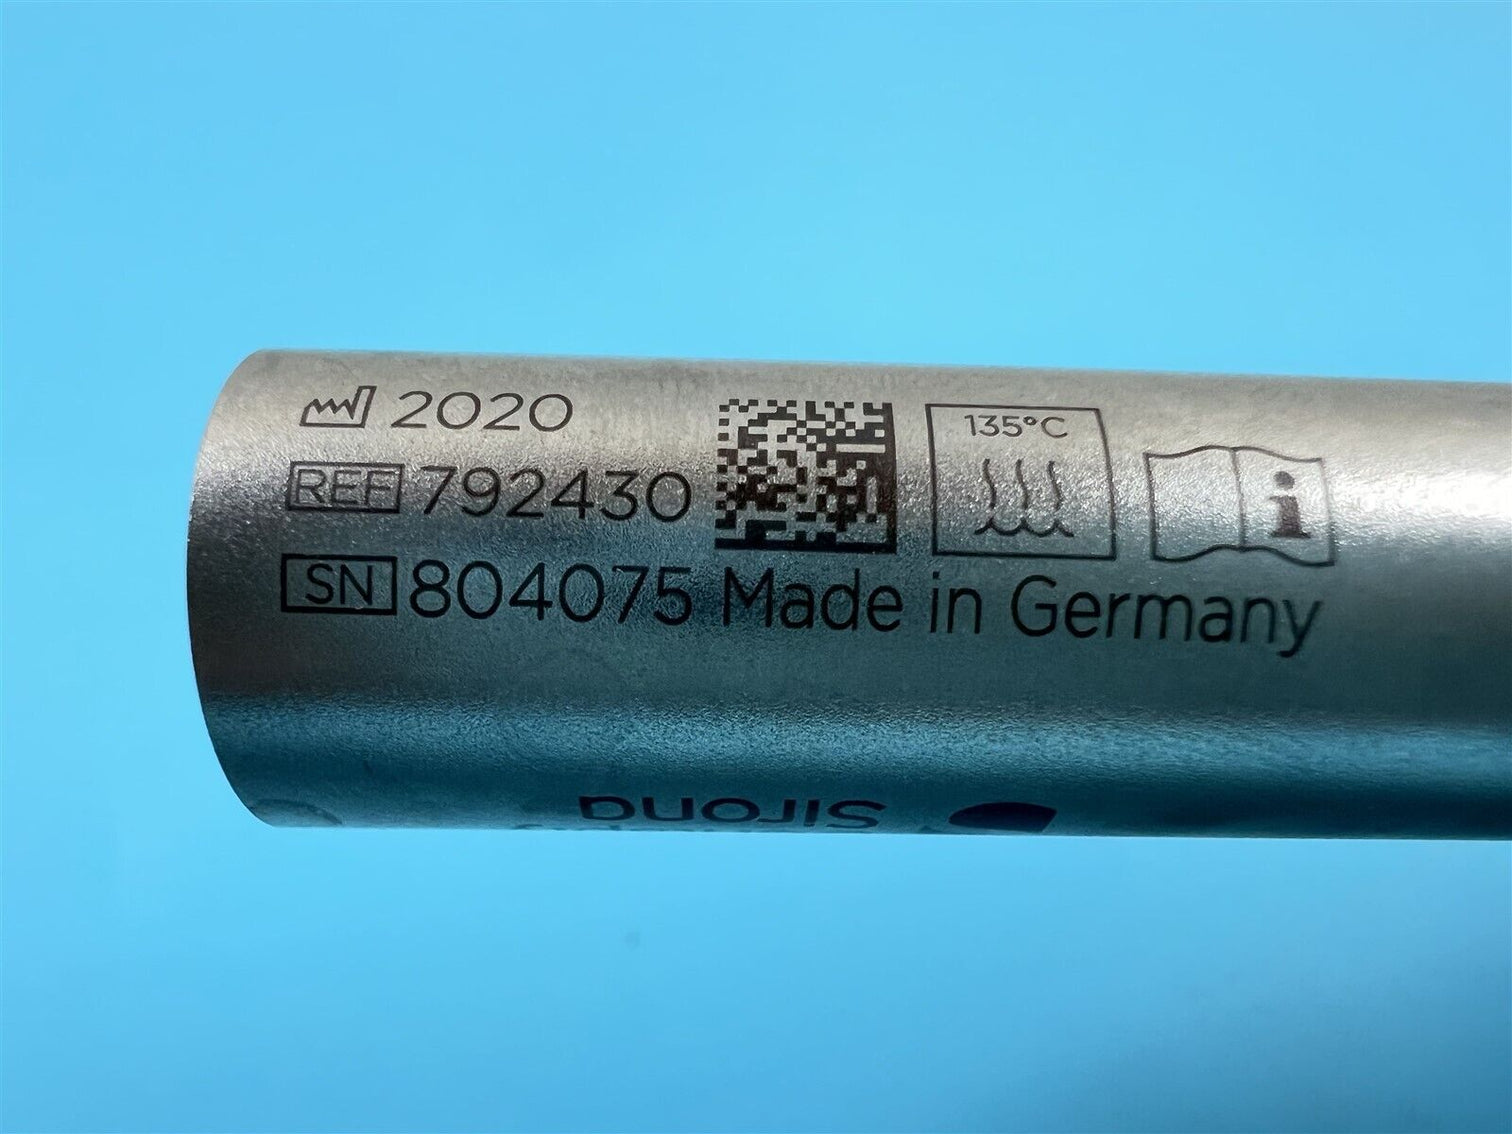 2020
135°C
REF 792430
i
SN 804075 Made in Germany
Sirona